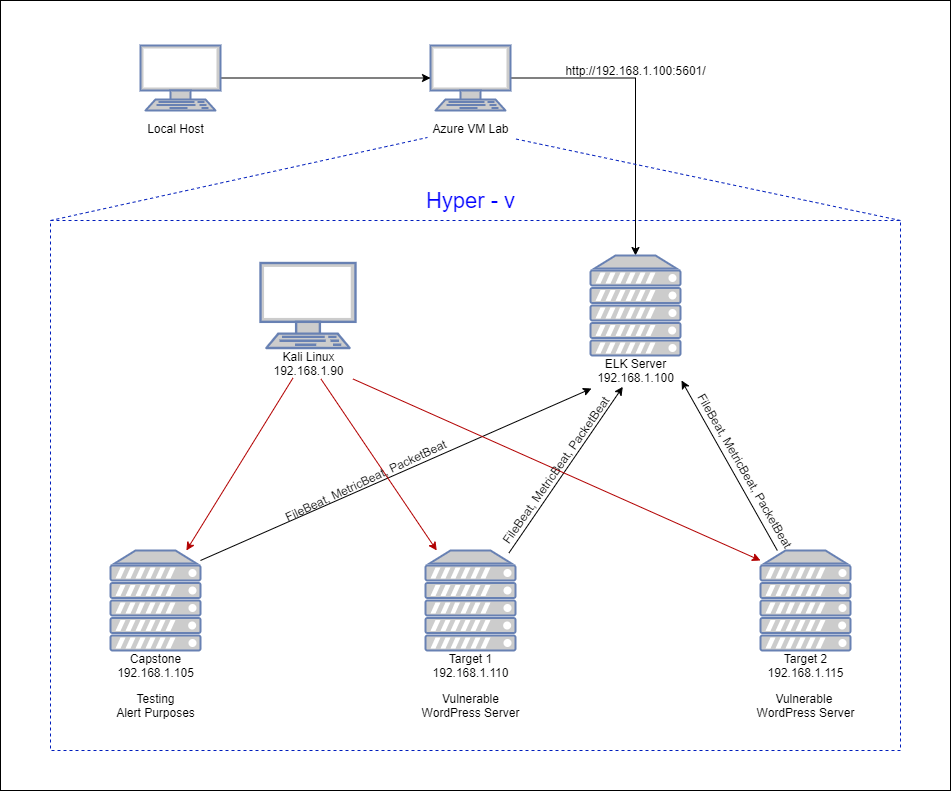 http://192.168.1.100:5601/
Local Host
Azure VM Lab
Hyper - v
Kali Linux
192.168.1.90
ELK Server
192.168.1.100
FileBeat, MetricBeat, PacketBeat
FileBeat, MetricBeat, PacketBeat
FileBeat, MetricBeat, PacketBeat
Capstone
192.168.1.105
Testing
Alert Purposes
Target 1
192.168.1.110
Vulnerable
WordPress Server
Target 2
192.168.1.115
Vulnerable
WordPress Server